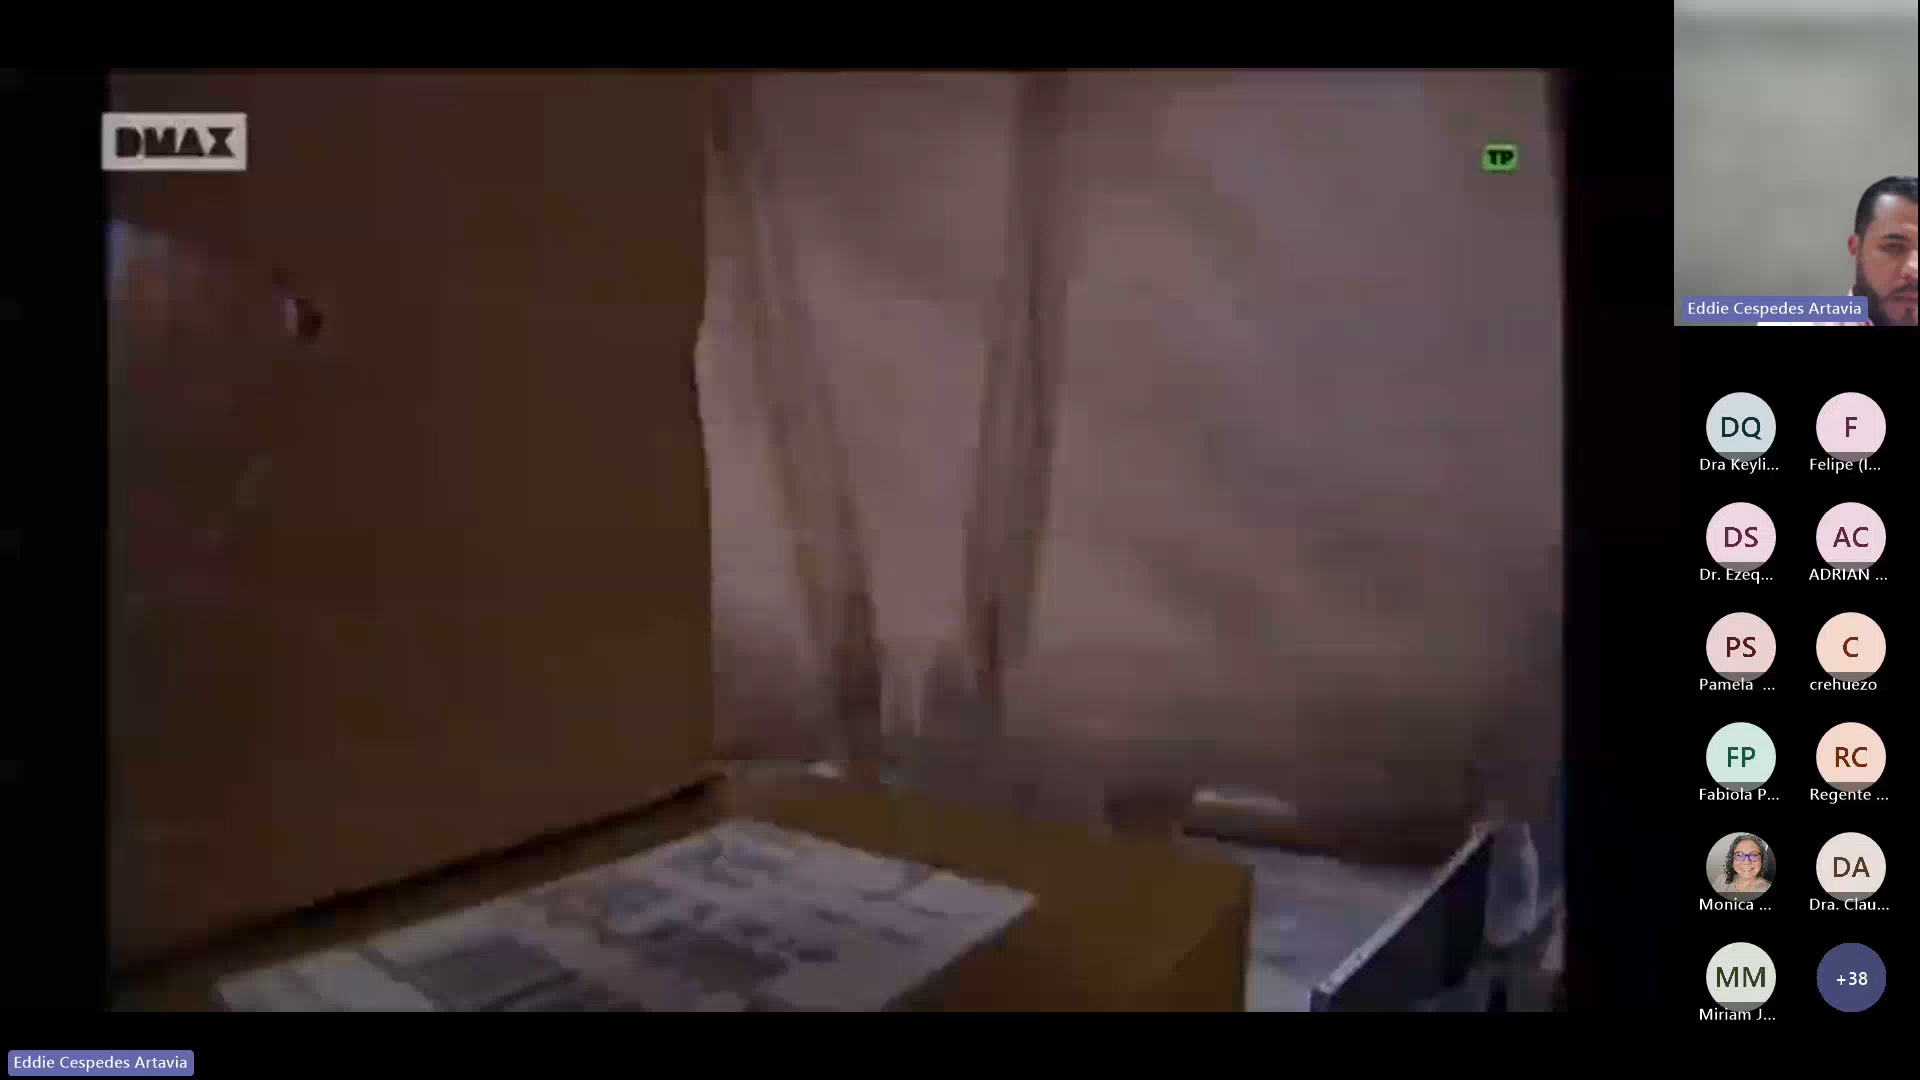 DMAX
TP
Eddie Cespedes Artavia
DQ
F
Dra Keyli...
Felipe (I...
DS
AC
Dr. Ezeq...
ADRIAN ...
PS
C
Pamela ...
crehuezo
FP
RC
Fabiola P...
Regente ...
DA
Monica ...
Dra. Clau...
MM
+38
Miriam J...
Eddie Cespedes Artavia